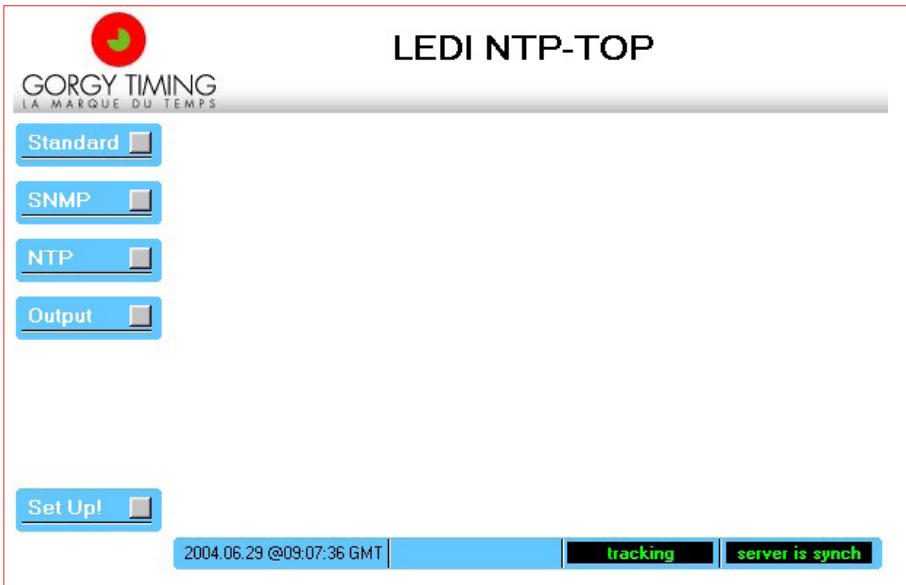 LEDI NTP-TOP
GORGY TIMING
LA MARQUE DU TEMPS
Standard
SNMP
NTP
Output
Set Up!
2004.06.29 @09:07:36 GMT
tracking
server is synch